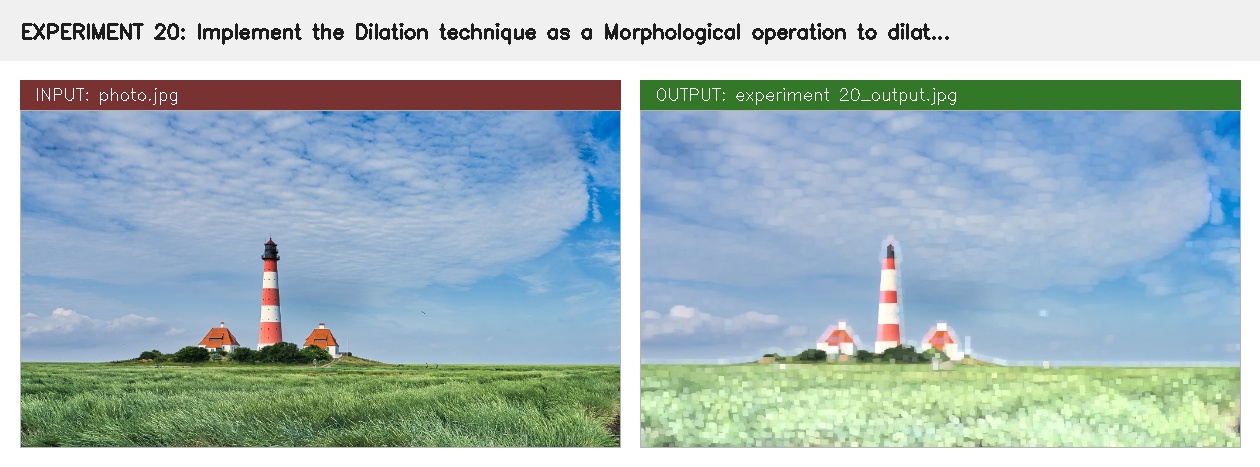 EXPERIMENT 20: Implement the Dilation technique as a Morphological operation to dilat...
INPUT: photo.jpg
OUTPUT: experiment 20_output.jpg